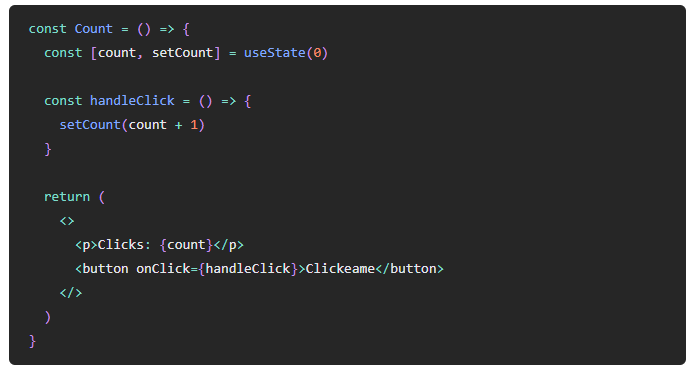 const Count = () => {
  const [count, setCount] = useState(0)

  const handleClick = () => {
    setCount(count + 1)
  }

  return (
    <>
      <p>Clicks: {count}</p>
      <button onClick={handleClick}>Clickeame</button>
    </>
  )
}